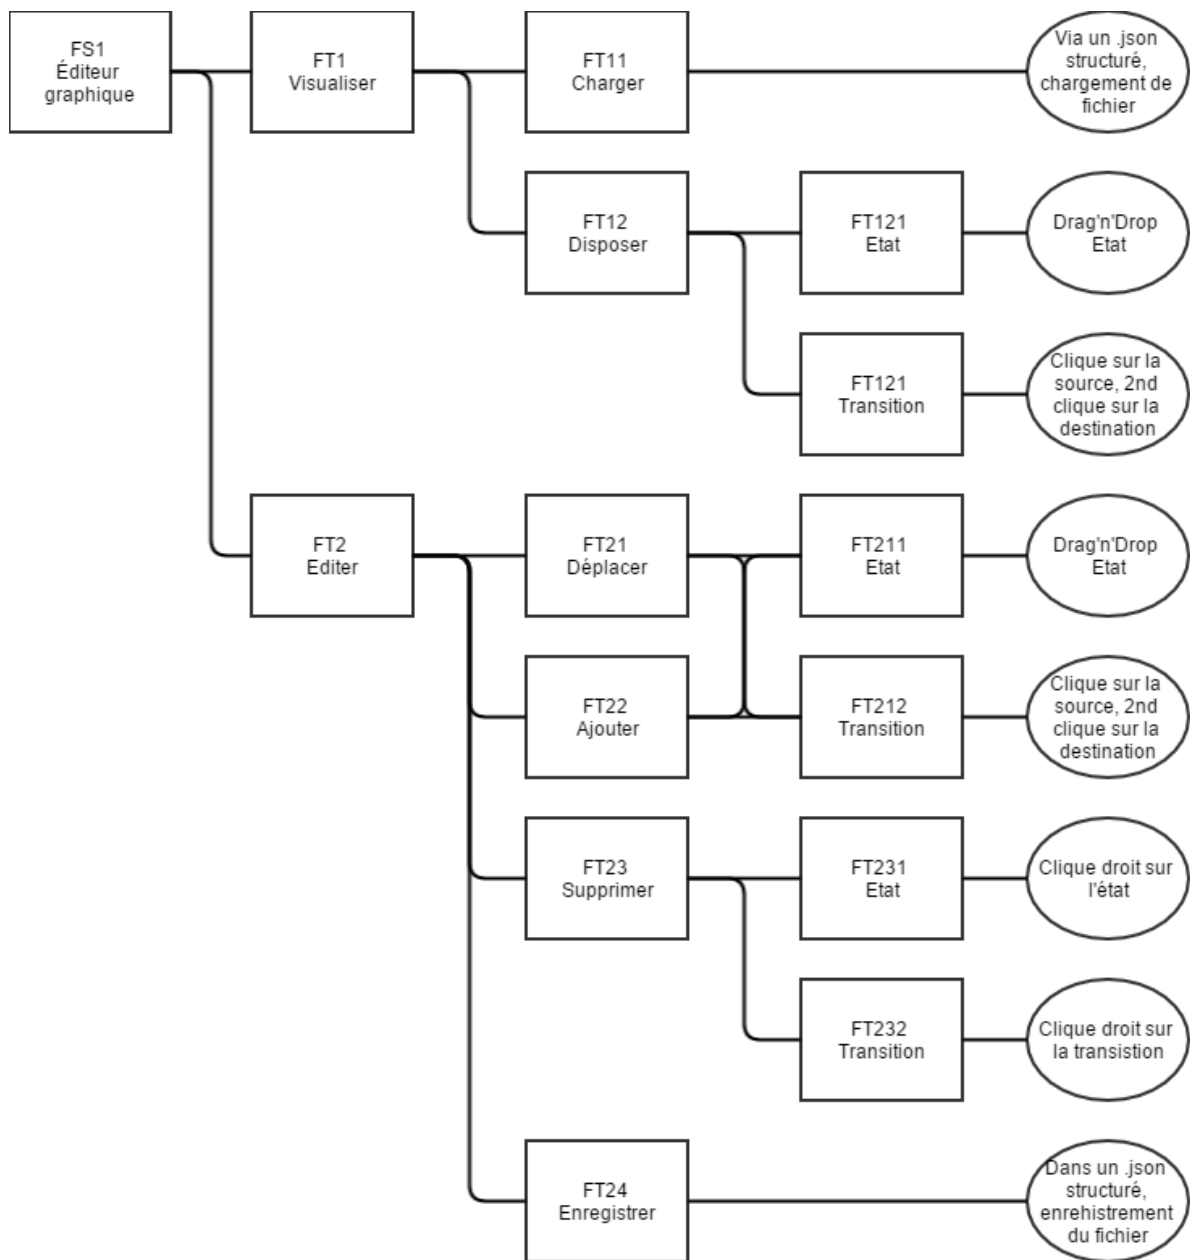 FS1
Éditeur
graphique
FT1
Visualiser
FT11
Charger
Via un .json
structuré,
chargement de
fichier
FT12
Disposer
FT121
Etat
Drag'n'Drop
Etat
FT121
Transition
Clique sur la
source, 2nd
clique sur la
destination
FT2
Editer
FT21
Déplacer
FT211
Etat
Drag'n'Drop
Etat
FT22
Ajouter
FT212
Transition
Clique sur la
source, 2nd
clique sur la
destination
FT23
Supprimer
FT231
Etat
Clique droit sur
l'état
FT232
Transition
Clique droit sur
la transistion
FT24
Enregistrer
Dans un .json
structuré,
enrehistrement
du fichier